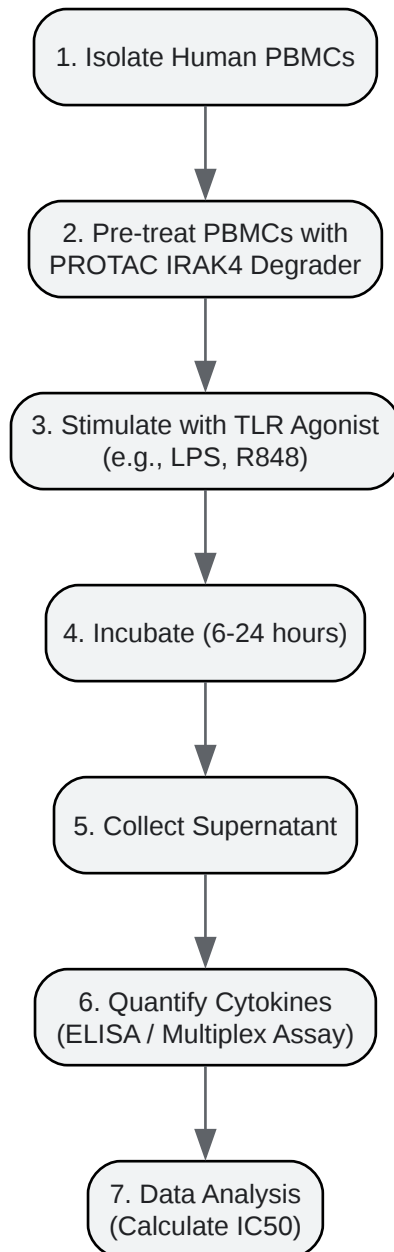 1. Isolate Human PBMCs
2. Pre-treat PBMCs with
PROTAC IRAK4 Degrader
3. Stimulate with TLR Agonist
(e.g., LPS, R848)
4. Incubate (6-24 hours)
5. Collect Supernatant
6. Quantify Cytokines
(ELISA / Multiplex Assay)
7. Data Analysis
(Calculate IC50)